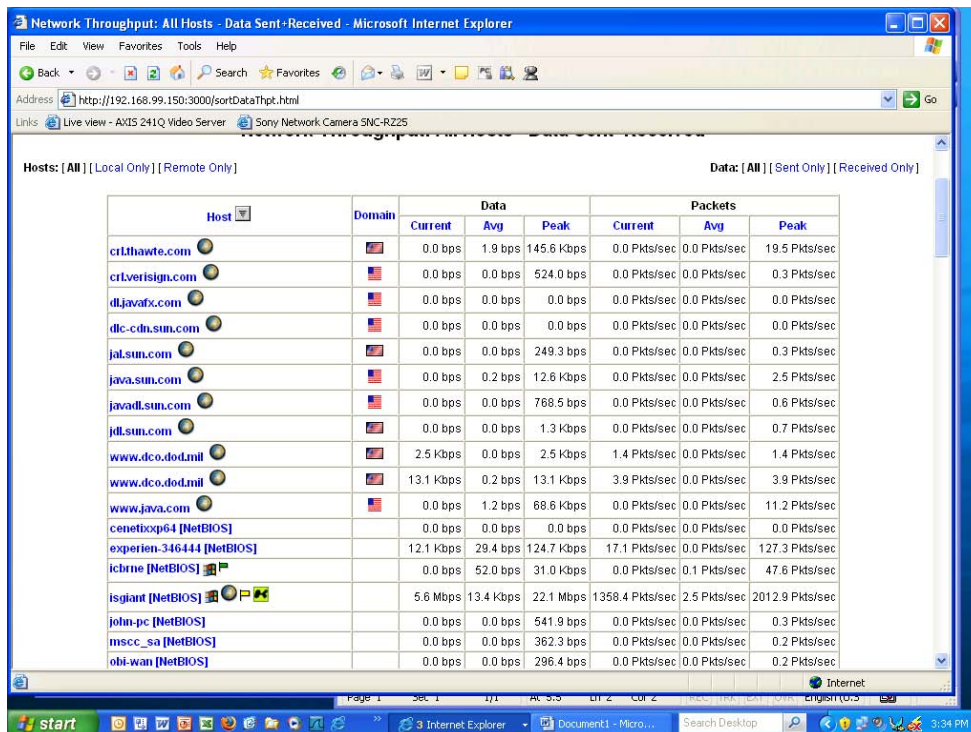 Network Throughput: All Hosts - Data Sent+Received - Microsoft Internet Explorer
File Edit View Favorites Tools Help
Back Search Favorites
Address http://192.168.99.150:3000/sortDataThpt.html Go
Links Live view - AXIS 241Q Video Server Sony Network Camera SNC-RZ25
Network Throughput: All Hosts - Data Sent+Received
Hosts: [ All ] [ Local Only ] [ Remote Only ] Data: [ All ] [ Sent Only ] [ Received Only ]
Host Domain Data Packets
Current Avg Peak Current Avg Peak
crl.thawte.com 0.0 bps 1.9 bps 145.6 Kbps 0.0 Pkts/sec 0.0 Pkts/sec 19.5 Pkts/sec
crl.verisign.com 0.0 bps 0.0 bps 524.0 bps 0.0 Pkts/sec 0.0 Pkts/sec 0.3 Pkts/sec
dl.javafx.com 0.0 bps 0.0 bps 0.0 bps 0.0 Pkts/sec 0.0 Pkts/sec 0.0 Pkts/sec
dlc-cdn.sun.com 0.0 bps 0.0 bps 0.0 bps 0.0 Pkts/sec 0.0 Pkts/sec 0.0 Pkts/sec
jal.sun.com 0.0 bps 0.0 bps 249.3 bps 0.0 Pkts/sec 0.0 Pkts/sec 0.3 Pkts/sec
java.sun.com 0.0 bps 0.2 bps 12.6 Kbps 0.0 Pkts/sec 0.0 Pkts/sec 2.5 Pkts/sec
javadl.sun.com 0.0 bps 0.0 bps 768.5 bps 0.0 Pkts/sec 0.0 Pkts/sec 0.6 Pkts/sec
jdl.sun.com 0.0 bps 0.0 bps 1.3 Kbps 0.0 Pkts/sec 0.0 Pkts/sec 0.7 Pkts/sec
www.dco.dod.mil 2.5 Kbps 0.0 bps 2.5 Kbps 1.4 Pkts/sec 0.0 Pkts/sec 1.4 Pkts/sec
www.dco.dod.mil 13.1 Kbps 0.2 bps 13.1 Kbps 3.9 Pkts/sec 0.0 Pkts/sec 3.9 Pkts/sec
www.java.com 0.0 bps 1.2 bps 68.6 Kbps 0.0 Pkts/sec 0.0 Pkts/sec 11.2 Pkts/sec
cenetixxp64 [NetBIOS] 0.0 bps 0.0 bps 0.0 bps 0.0 Pkts/sec 0.0 Pkts/sec 0.0 Pkts/sec
experien-346444 [NetBIOS] 12.1 Kbps 29.4 bps 124.7 Kbps 17.1 Pkts/sec 0.0 Pkts/sec 127.3 Pkts/sec
icbrne [NetBIOS] 0.0 bps 52.0 bps 31.0 Kbps 0.0 Pkts/sec 0.1 Pkts/sec 47.6 Pkts/sec
isgiant [NetBIOS] 5.6 Mbps 13.4 Kbps 22.1 Mbps 1358.4 Pkts/sec 2.5 Pkts/sec 2012.9 Pkts/sec
john-pc [NetBIOS] 0.0 bps 0.0 bps 541.9 bps 0.0 Pkts/sec 0.0 Pkts/sec 0.3 Pkts/sec
mscc_sa [NetBIOS] 0.0 bps 0.0 bps 362.3 bps 0.0 Pkts/sec 0.0 Pkts/sec 0.2 Pkts/sec
obi-wan [NetBIOS] 0.0 bps 0.0 bps 296.4 bps 0.0 Pkts/sec 0.0 Pkts/sec 0.2 Pkts/sec
Internet
Page 1 Sec 1 1/1 At 5.5 Ln 2 Col 2 REC TRK EXT OVR English (U.S
start 3 Internet Explorer Document1 - Micro... Search Desktop 3:34 PM